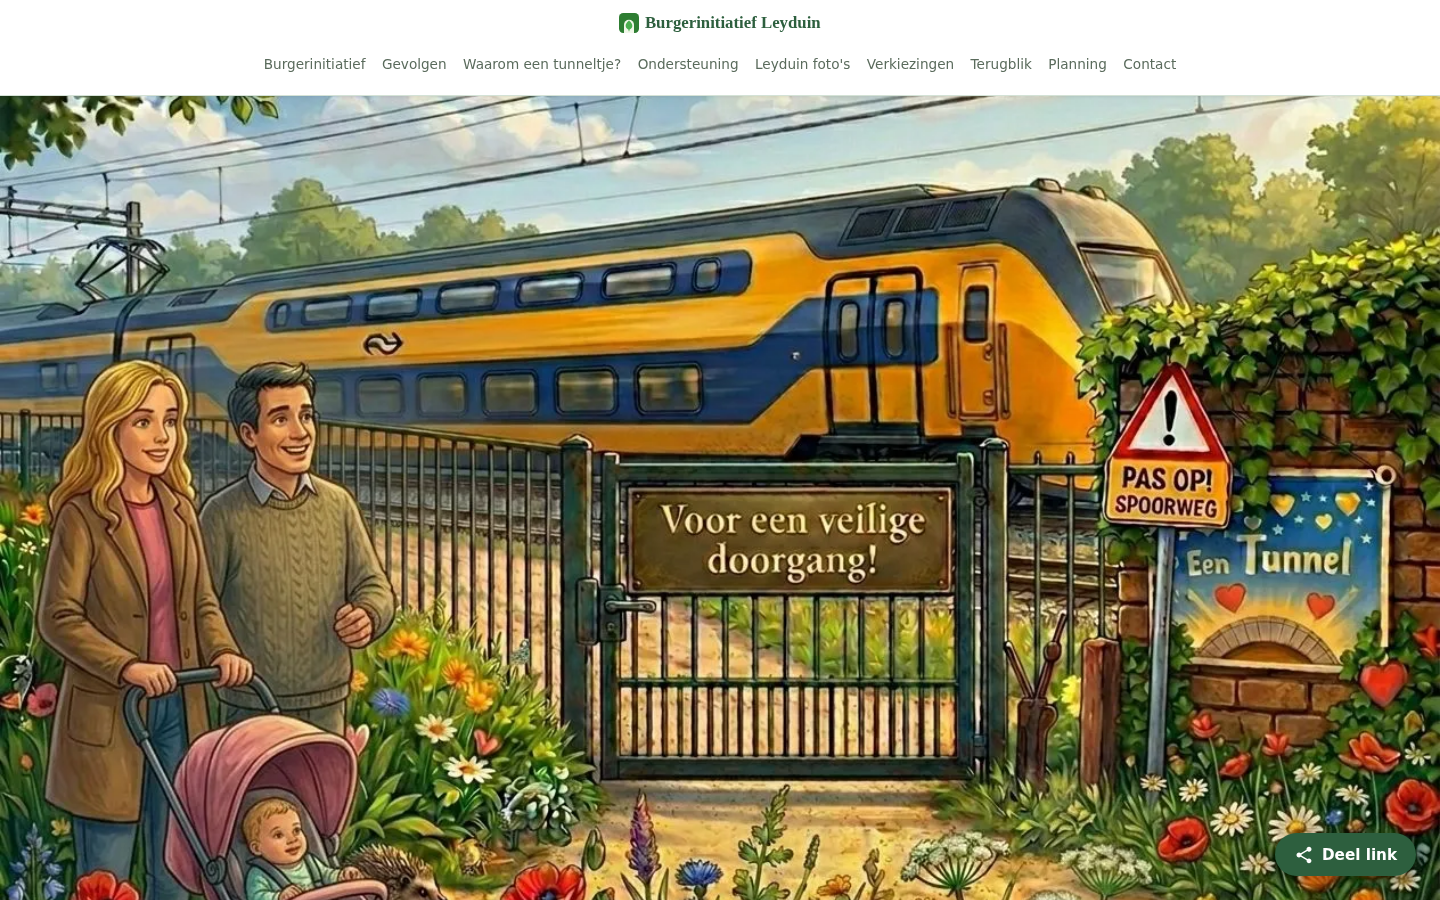 Burgerinitiatief Leyduin
Burgerinitiatief Gevolgen Waarom een tunneltje? Ondersteuning Leyduin foto's Verkiezingen Terugblik Planning Contact
Voor een veilige
doorgang!
PAS OP!
SPOORWEG
Een Tunnel
Deel link